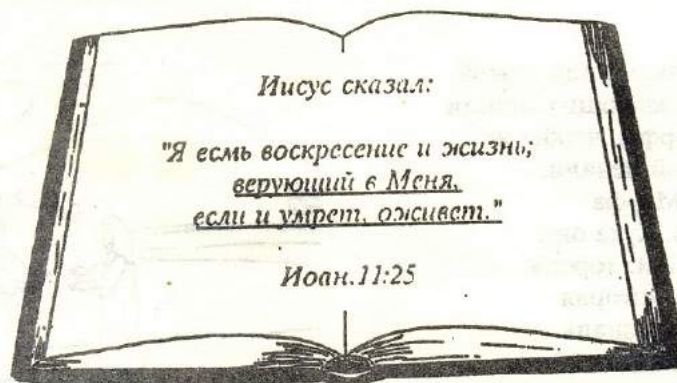 Иисус сказал:
"Я есмь воскресение и жизнь;
верующий в Меня,
если и умрет, оживет."
Иоан.11:25